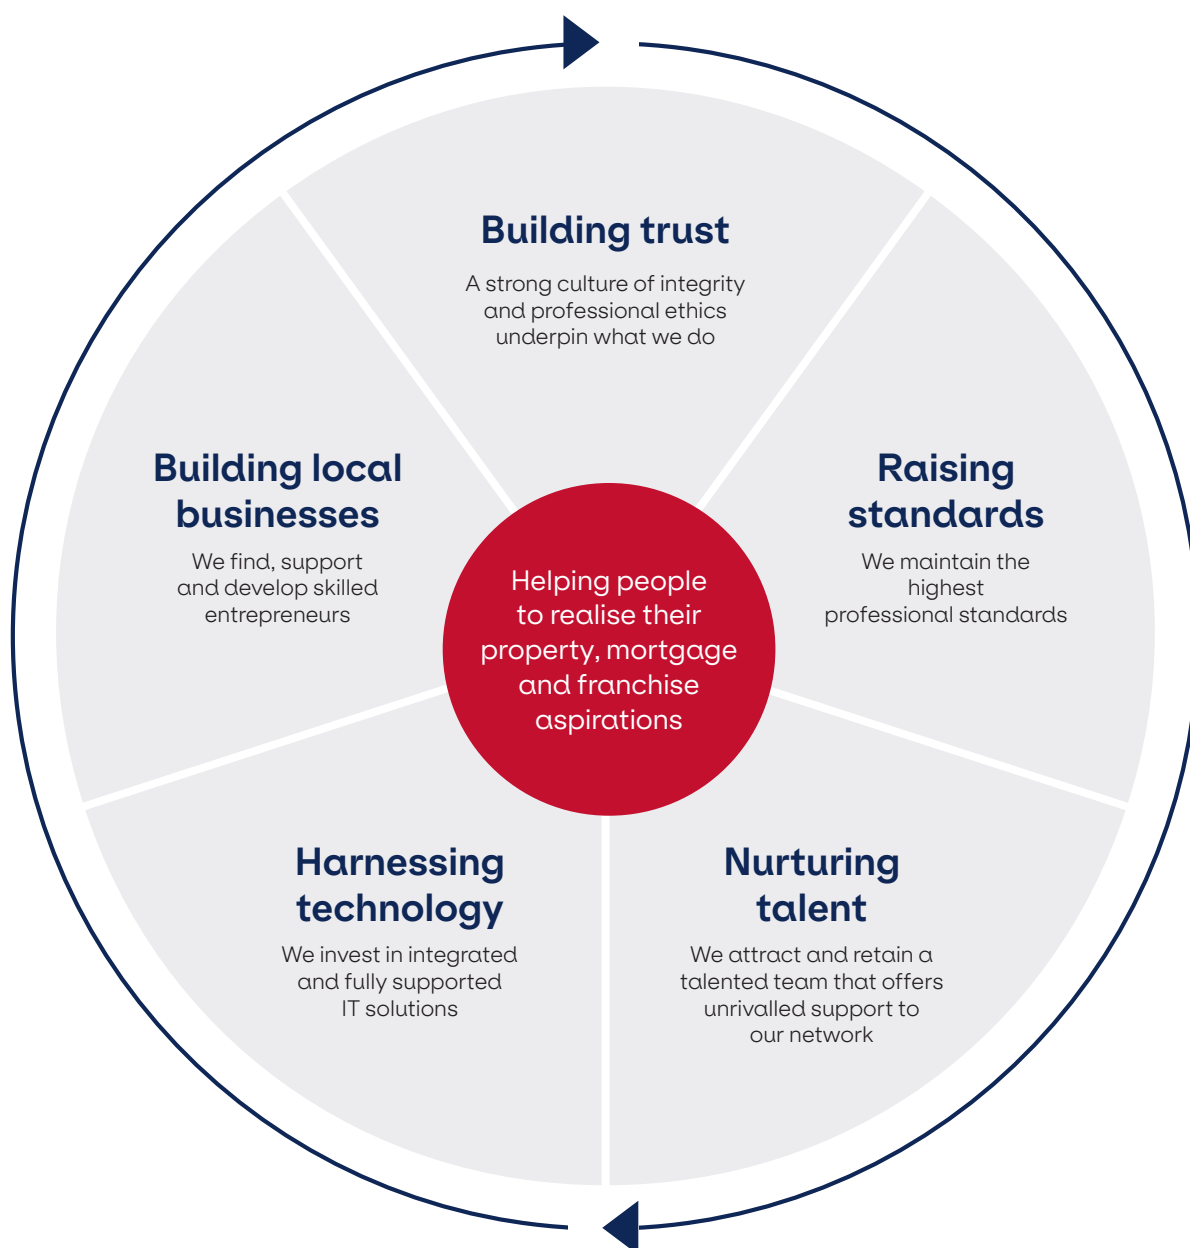 Building trust
A strong culture of integrity
and professional ethics
underpin what we do
Raising
standards
We maintain the
highest
professional standards
Nurturing
talent
We attract and retain a
talented team that offers
unrivalled support to
our network
Harnessing
technology
We invest in integrated
and fully supported
IT solutions
Building local
businesses
We find, support
and develop skilled
entrepreneurs
Helping people
to realise their
property, mortgage
and franchise
aspirations